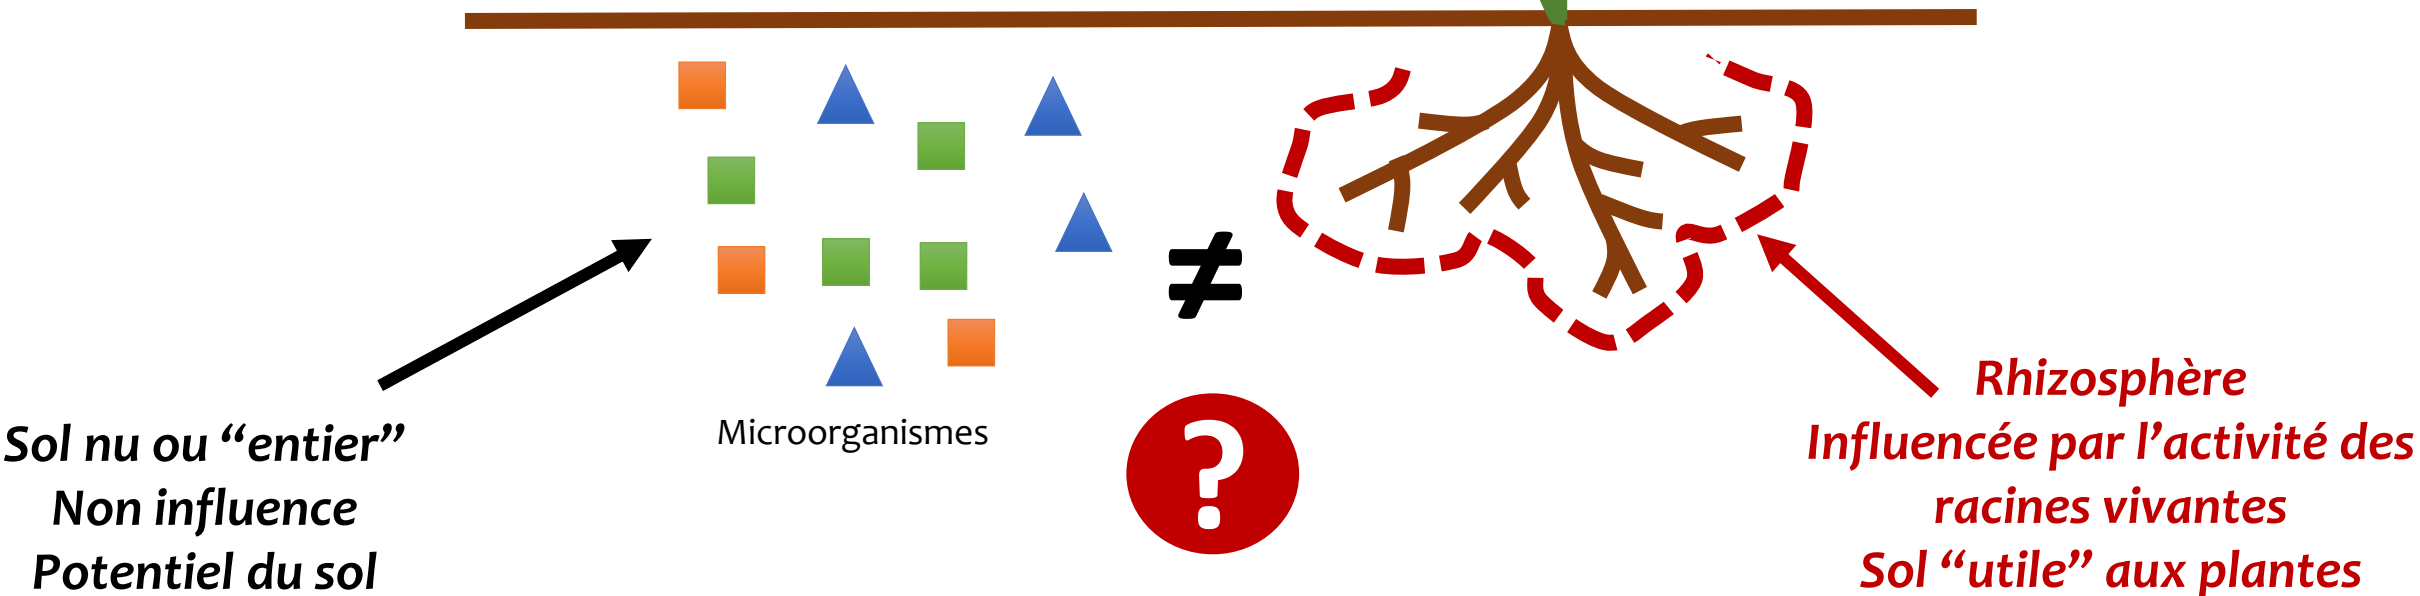 Sol nu ou “entier”
Non influence
Potentiel du sol
Microorganismes
≠
?
Rhizosphère
Influencée par l’activité des
racines vivantes
Sol “utile” aux plantes